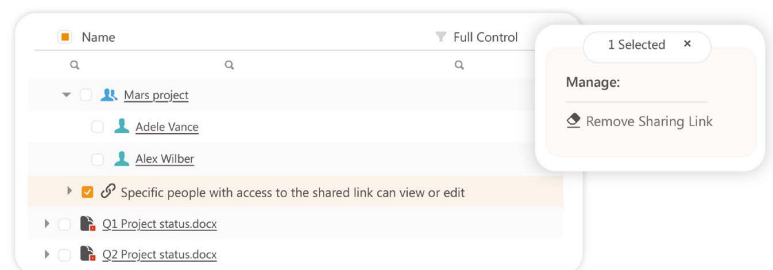 Name
Full Control
1 Selected ×
Manage:
Remove Sharing Link
Mars project
Adele Vance
Alex Wilber
Specific people with access to the shared link can view or edit
Q1 Project status.docx
Q2 Project status.docx